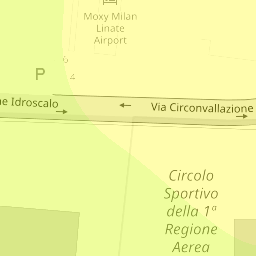 Moxy Milan
Linate
Airport
P
ne Idroscalo
Via Circonvallazione
Circolo
Sportivo
della 1ª
Regione
Aerea